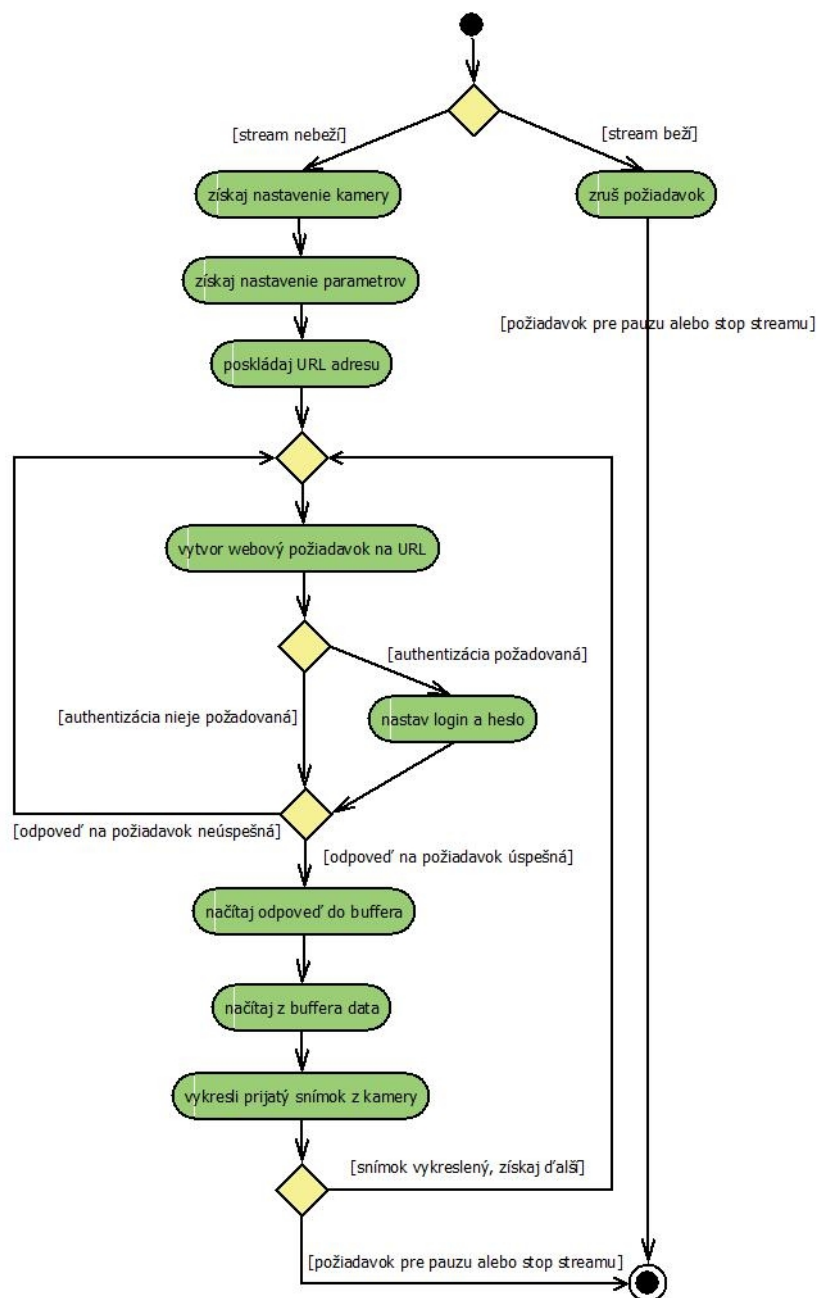 [stream nebeží]
[stream beží]
získaj nastavenie kamery
zruš požiadavok
získaj nastavenie parametrov
[požiadavok pre pauzu alebo stop streamu]
poskládaj URL adresu
vytvor webový požiadavok na URL
[authentizácia požadovaná]
[authentizácia nieje požadovaná]
nastav login a heslo
[odpoveď na požiadavok neúspešná]
[odpoveď na požiadavok úspešná]
načítaj odpoveď do buffera
načítaj z buffera data
vykresli prijatý snímok z kamery
[snímok vykreslený, získaj ďalší]
[požiadavok pre pauzu alebo stop streamu]